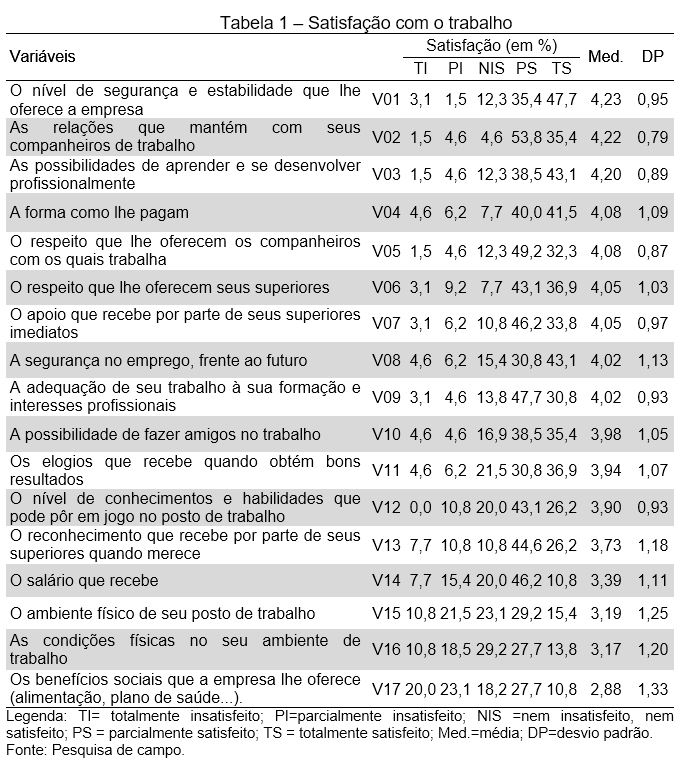 Tabela 1 – Satisfação com o trabalho
Variáveis Satisfação (em %) Med. DP
TI PI NIS PS TS
O nível de segurança e estabilidade que lhe
oferece a empresa V01 3,1 1,5 12,3 35,4 47,7 4,23 0,95
As relações que mantém com seus
companheiros de trabalho V02 1,5 4,6 4,6 53,8 35,4 4,22 0,79
As possibilidades de aprender e se desenvolver
profissionalmente V03 1,5 4,6 12,3 38,5 43,1 4,20 0,89
A forma como lhe pagam V04 4,6 6,2 7,7 40,0 41,5 4,08 1,09
O respeito que lhe oferecem os companheiros
com os quais trabalha V05 1,5 4,6 12,3 49,2 32,3 4,08 0,87
O respeito que lhe oferecem seus superiores V06 3,1 9,2 7,7 43,1 36,9 4,05 1,03
O apoio que recebe por parte de seus superiores
imediatos V07 3,1 6,2 10,8 46,2 33,8 4,05 0,97
A segurança no emprego, frente ao futuro V08 4,6 6,2 15,4 30,8 43,1 4,02 1,13
A adequação de seu trabalho à sua formação e
interesses profissionais V09 3,1 4,6 13,8 47,7 30,8 4,02 0,93
A possibilidade de fazer amigos no trabalho V10 4,6 4,6 16,9 38,5 35,4 3,98 1,05
Os elogios que recebe quando obtém bons
resultados V11 4,6 6,2 21,5 30,8 36,9 3,94 1,07
O nível de conhecimentos e habilidades que
pode pôr em jogo no posto de trabalho V12 0,0 10,8 20,0 43,1 26,2 3,90 0,93
O reconhecimento que recebe por parte de seus
superiores quando merece V13 7,7 10,8 10,8 44,6 26,2 3,73 1,18
O salário que recebe V14 7,7 15,4 20,0 46,2 10,8 3,39 1,11
O ambiente físico de seu posto de trabalho V15 10,8 21,5 23,1 29,2 15,4 3,19 1,25
As condições físicas no seu ambiente de
trabalho V16 10,8 18,5 29,2 27,7 13,8 3,17 1,20
Os benefícios sociais que a empresa lhe oferece
(alimentação, plano de saúde...). V17 20,0 23,1 18,2 27,7 10,8 2,88 1,33
Legenda: TI= totalmente insatisfeito; PI=parcialmente insatisfeito; NIS =nem insatisfeito, nem
satisfeito; PS = parcialmente satisfeito; TS = totalmente satisfeito; Med.=média; DP=desvio padrão.
Fonte: Pesquisa de campo.